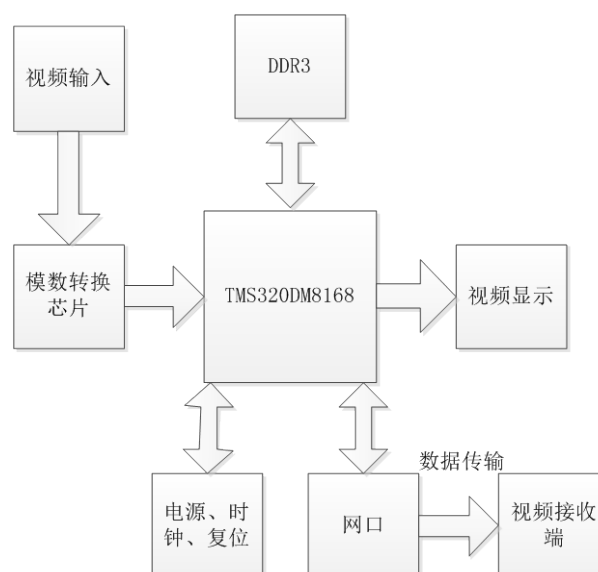 视频输入
DDR3
模数转换
芯片
TMS320DM8168
视频显示
数据传输
电源、时
钟、复位
网口
视频接收
端